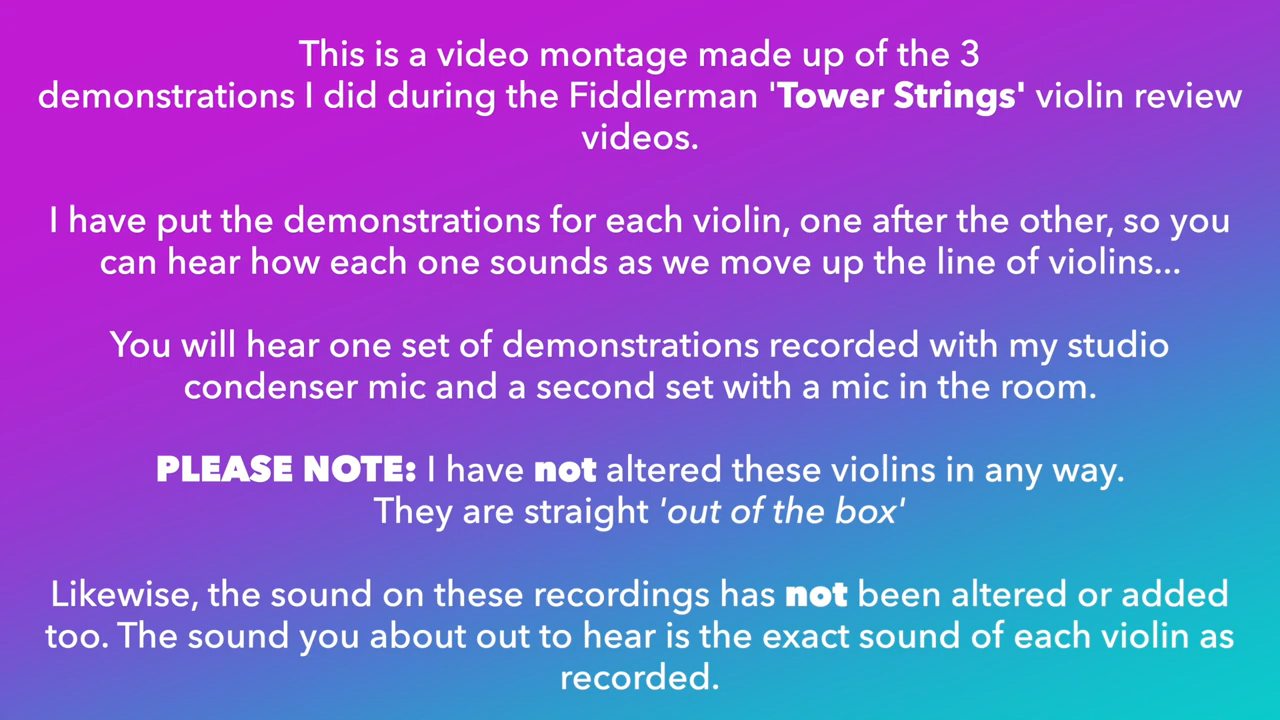 This is a video montage made up of the 3
demonstrations I did during the Fiddlerman 'Tower Strings' violin review
videos.
I have put the demonstrations for each violin, one after the other, so you
can hear how each one sounds as we move up the line of violins...
You will hear one set of demonstrations recorded with my studio
condenser mic and a second set with a mic in the room.
PLEASE NOTE: I have not altered these violins in any way.
They are straight 'out of the box'
Likewise, the sound on these recordings has not been altered or added
too. The sound you about out to hear is the exact sound of each violin as
recorded.